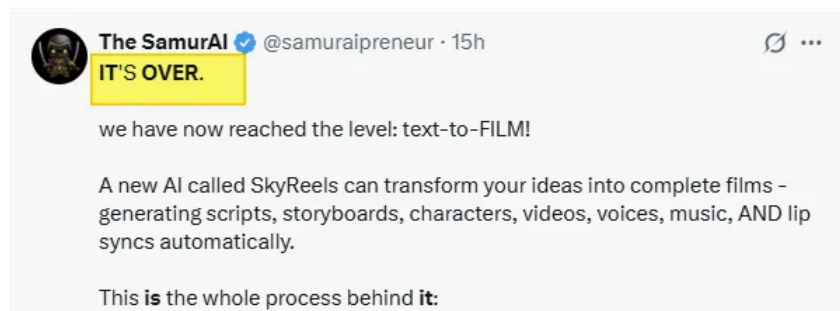 The SamurAI @samuraipreneur · 15h
IT'S OVER.
we have now reached the level: text-to-FILM!
A new AI called SkyReels can transform your ideas into complete films -
generating scripts, storyboards, characters, videos, voices, music, AND lip
syncs automatically.
This is the whole process behind it: